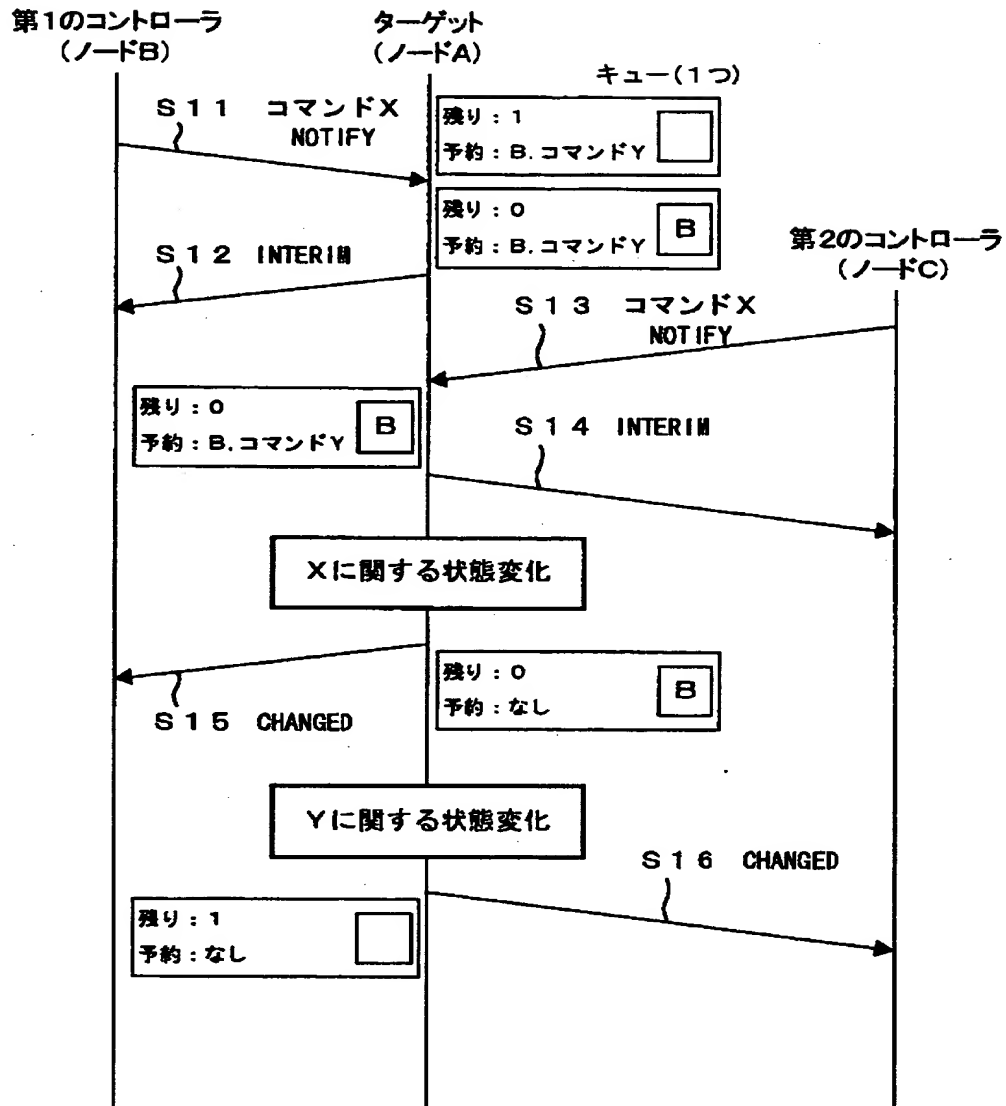 第1のコントローラ
(ノードB)
ターゲット
(ノードA)
キュー(1つ)
S11 コマンドX
NOTIFY
残り:1
予約:B.コマンドY
残り:0
予約:B.コマンドY
B
第2のコントローラ
(ノードC)
S12 INTERIM
S13 コマンドX
NOTIFY
残り:0
予約:B.コマンドY
B
S14 INTERIM
Xに関する状態変化
残り:0
予約:なし
B
S15 CHANGED
Yに関する状態変化
S16 CHANGED
残り:1
予約:なし